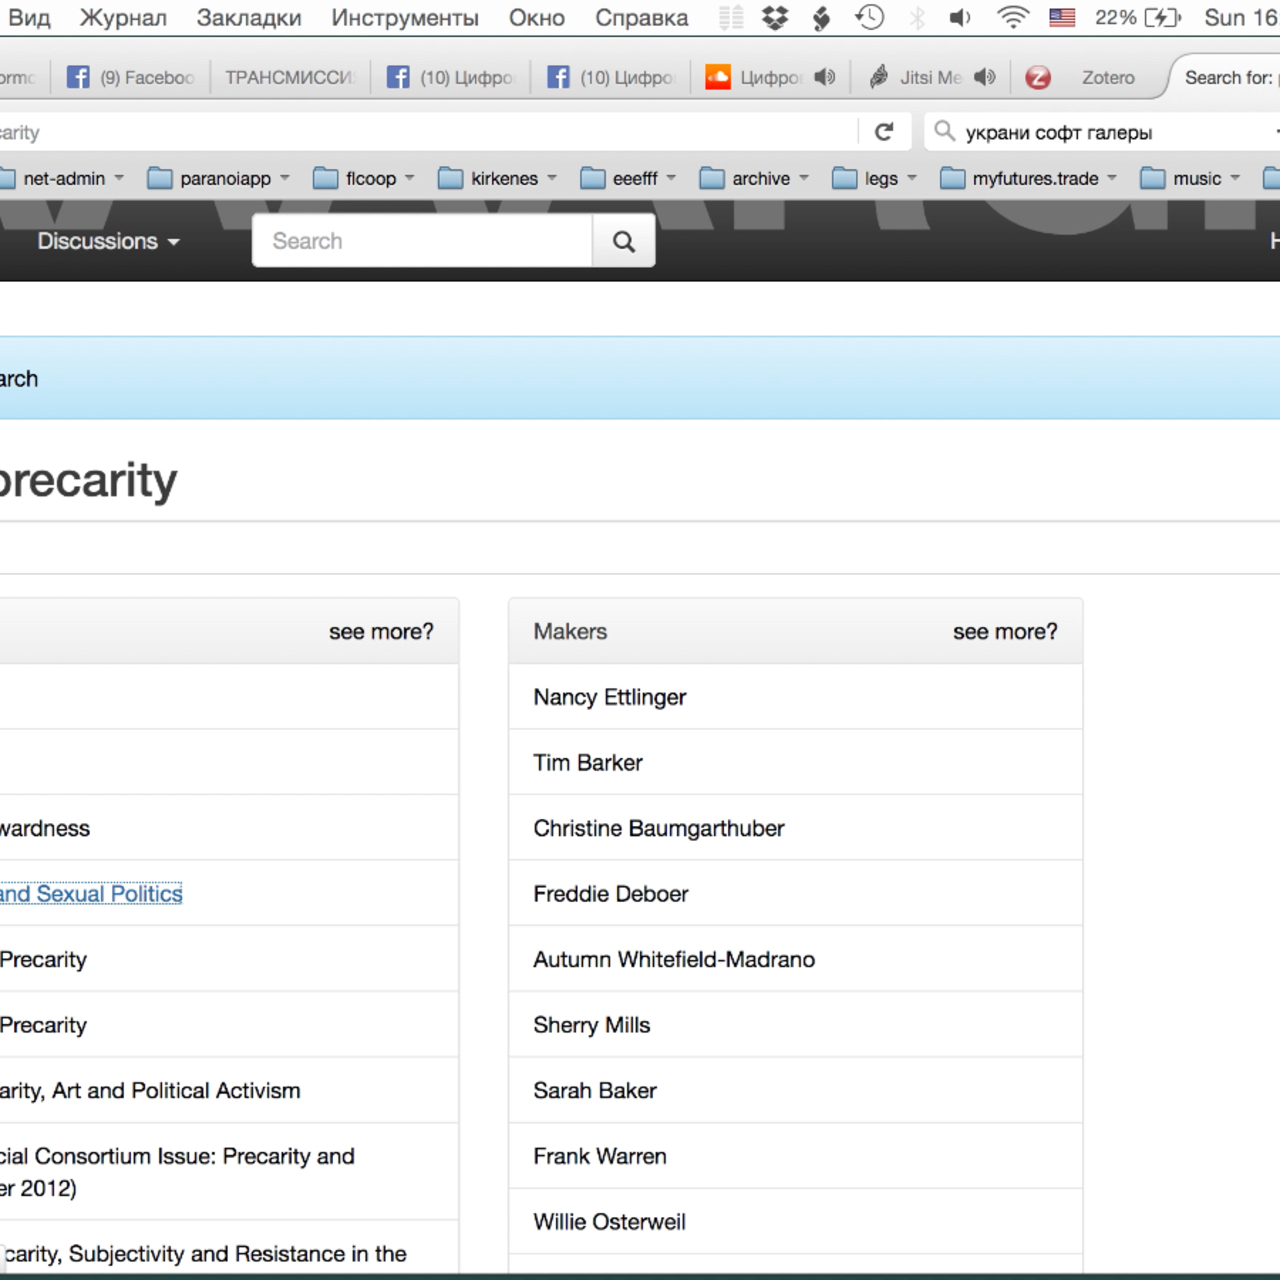 Вид Журнал Закладки Инструменты Окно Справка 22% Sun 16
(9) Faceboo ТРАНСМИССИ (10) Цифро (10) Цифро Цифро Jitsi Me Zotero Search for:
arity украни софт галеры
net-admin paranoiapp flcoop kirkenes eeefff archive legs myfutures.trade music
Discussions Search H
arch
precarity
see more? Makers see more?
Nancy Ettlinger
Tim Barker
wardness Christine Baumgarthuber
and Sexual Politics Freddie Deboer
Precarity Autumn Whitefield-Madrano
Precarity Sherry Mills
arity, Art and Political Activism Sarah Baker
cial Consortium Issue: Precarity and Frank Warren
er 2012)
Willie Osterweil
carity, Subjectivity and Resistance in the